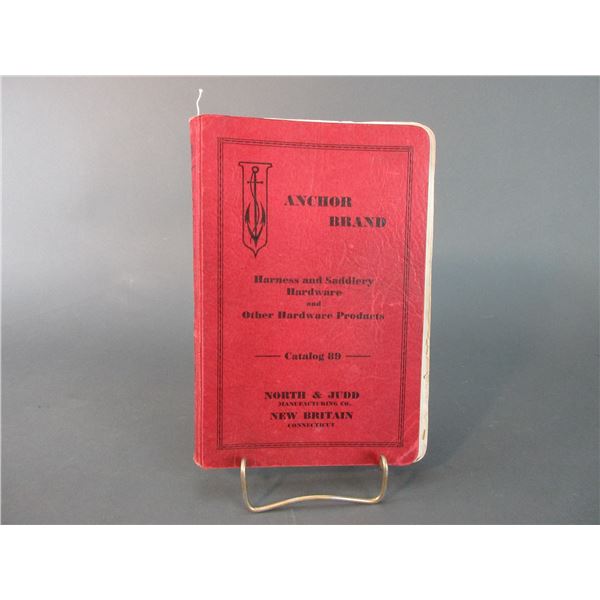 ANCHOR
BRAND
Harness and Saddlery
Hardware
and
Other Hardware Products
Catalog 89
NORTH & JUDD
MANUFACTURING CO.
NEW BRITAIN
CONNECTICUT